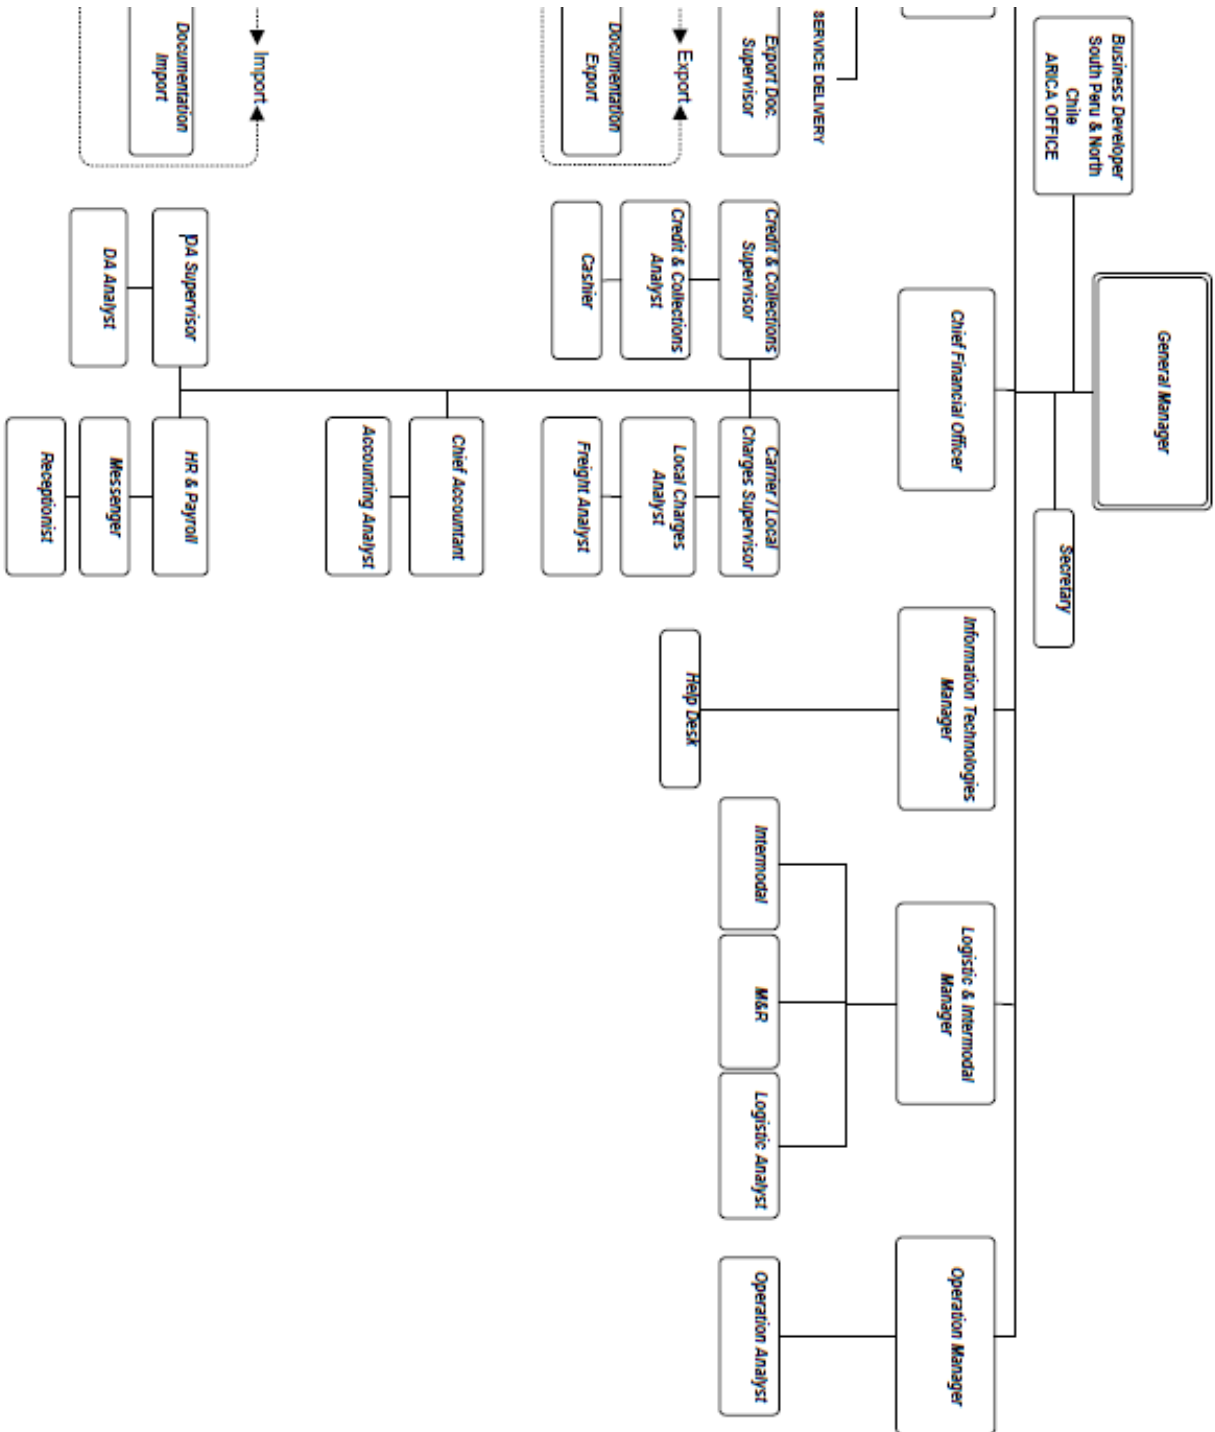 General Manager
Business Developer
South Peru & North
Chile
ARICA OFFICE
Secretary
Chief Financial Officer
Information Technologies
Manager
Logistic & Intermodal
Manager
Operation Manager
SERVICE DELIVERY
Export Doc.
Supervisor
Credit & Collections
Supervisor
Carrier / Local
Charges Supervisor
Intermodal
M&R
Logistic Analyst
Operation Analyst
Export
Credit & Collections
Analyst
Local Charges
Analyst
Help Desk
Documentation
Export
Cashier
Freight Analyst
Chief Accountant
Accounting Analyst
Import
Documentation
Import
DA Supervisor
HR & Payroll
DA Analyst
Messenger
Receptionist